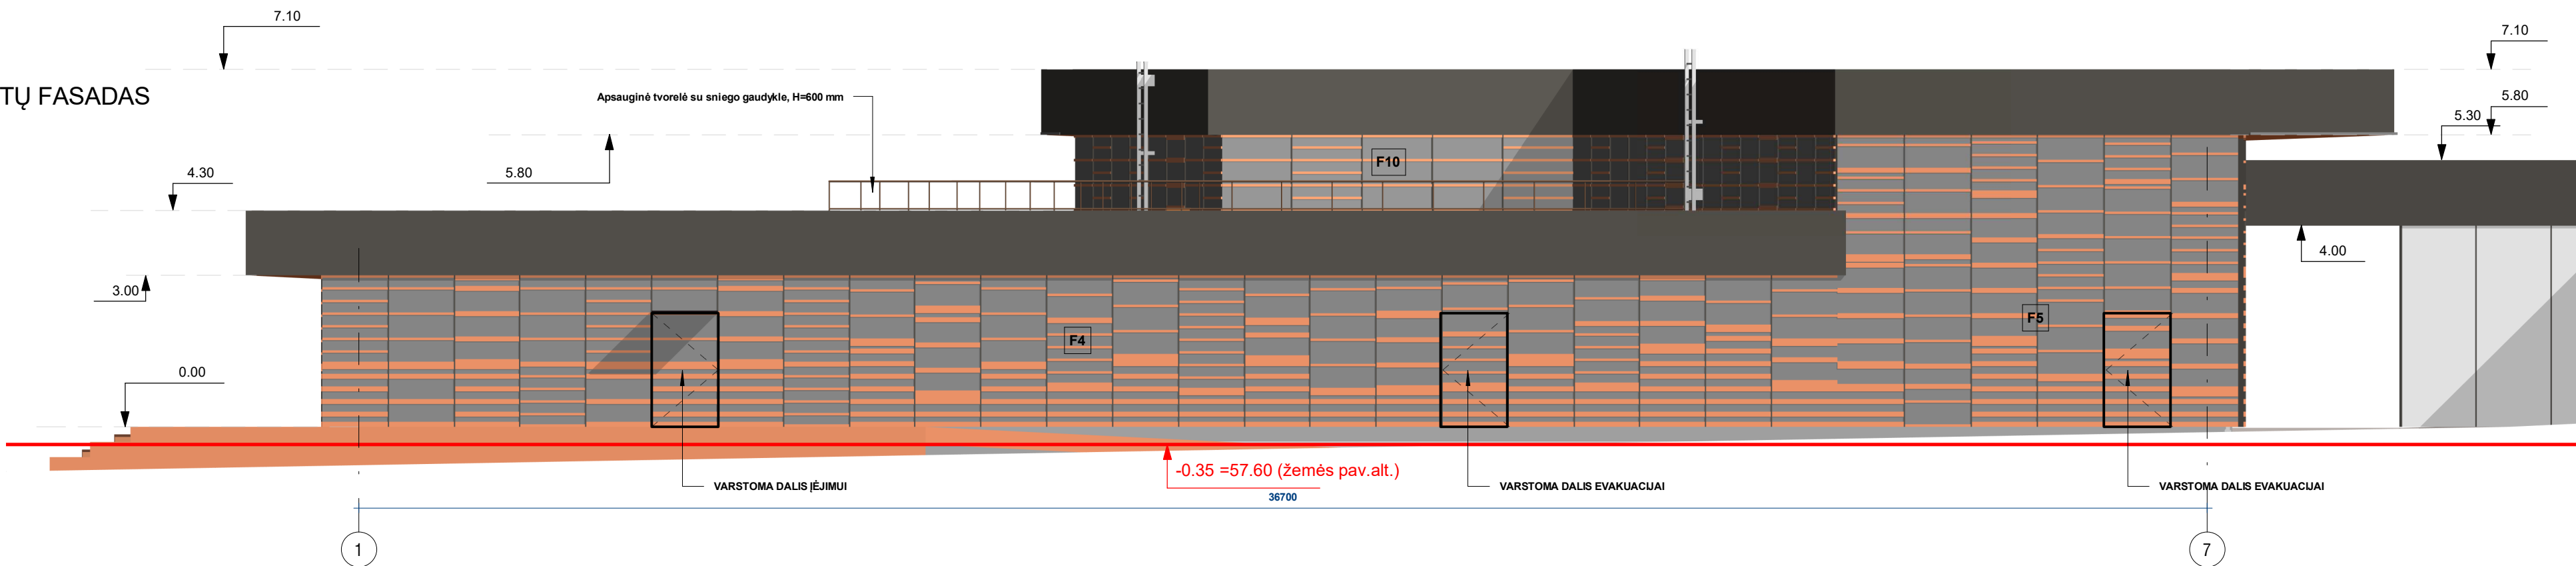 7.10
7.10
TŲ FASADAS
Apsauginė tvorelė su sniego gaudykle, H=600 mm
5.80
5.30
F10
4.30
5.80
4.00
3.00
F5
F4
0.00
-0.35 =57.60 (žemės pav.alt.)
VARSTOMA DALIS ĮĖJIMUI
VARSTOMA DALIS EVAKUACIJAI
VARSTOMA DALIS EVAKUACIJAI
36700
1
7